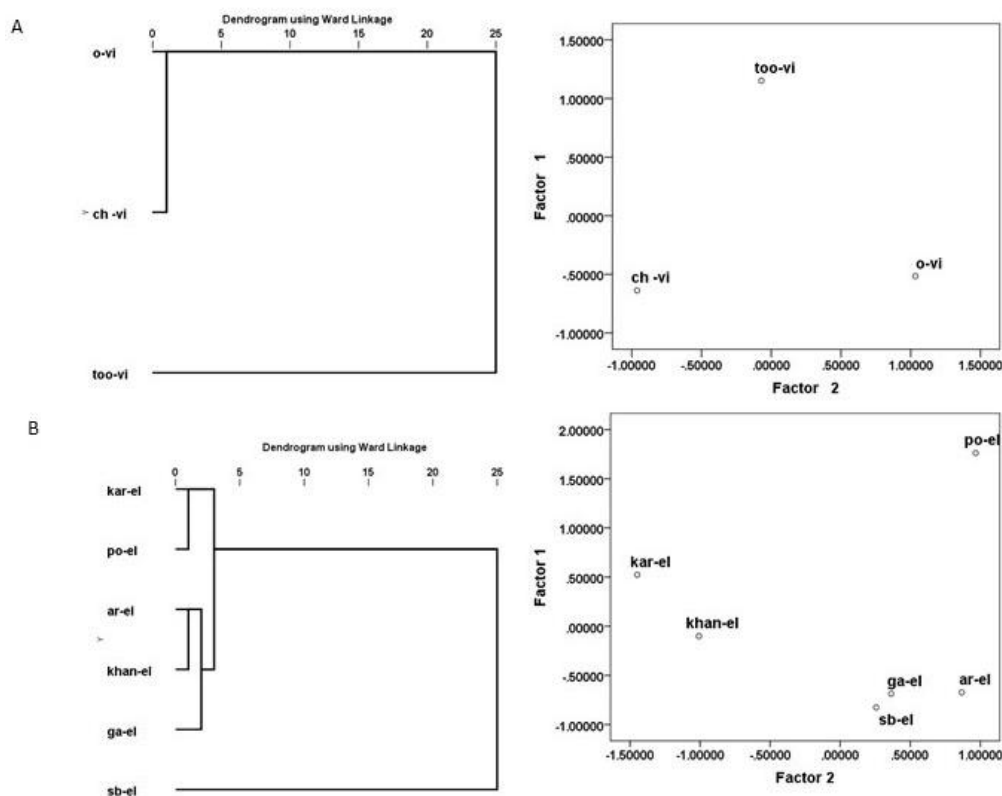 A
Dendrogram using Ward Linkage
0 5 10 15 20 25
o-vi
ch -vi
too-vi
Y
1.50000
1.00000
.50000
.00000
-.50000
-1.00000
Factor 1
too-vi
o-vi
ch -vi
-1.00000 -.50000 .00000 .50000 1.00000 1.50000
Factor 2
B
Dendrogram using Ward Linkage
0 5 10 15 20 25
kar-el
po-el
ar-el
khan-el
ga-el
sb-el
Y
2.00000
1.50000
1.00000
.50000
.00000
-.50000
-1.00000
Factor 1
po-el
kar-el
khan-el
ga-el ar-el
sb-el
-1.50000 -1.00000 -.50000 .00000 .50000 1.00000
Factor 2